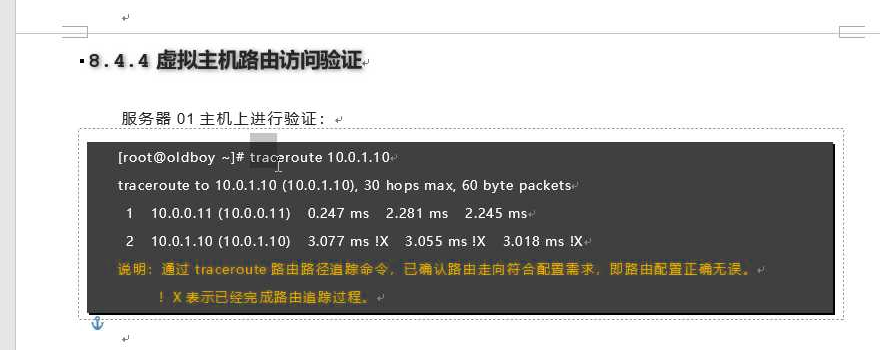 8.4.4 虚拟主机路由访问验证
服务器 01 主机上进行验证：
[root@oldboy ~]# traceroute 10.0.1.10
traceroute to 10.0.1.10 (10.0.1.10), 30 hops max, 60 byte packets
1 10.0.0.11 (10.0.0.11) 0.247 ms 2.281 ms 2.245 ms
2 10.0.1.10 (10.0.1.10) 3.077 ms !X 3.055 ms !X 3.018 ms !X
说明：通过 traceroute 路由路径追踪命令，已确认路由走向符合配置需求，即路由配置正确无误。
！X 表示已经完成路由追踪过程。